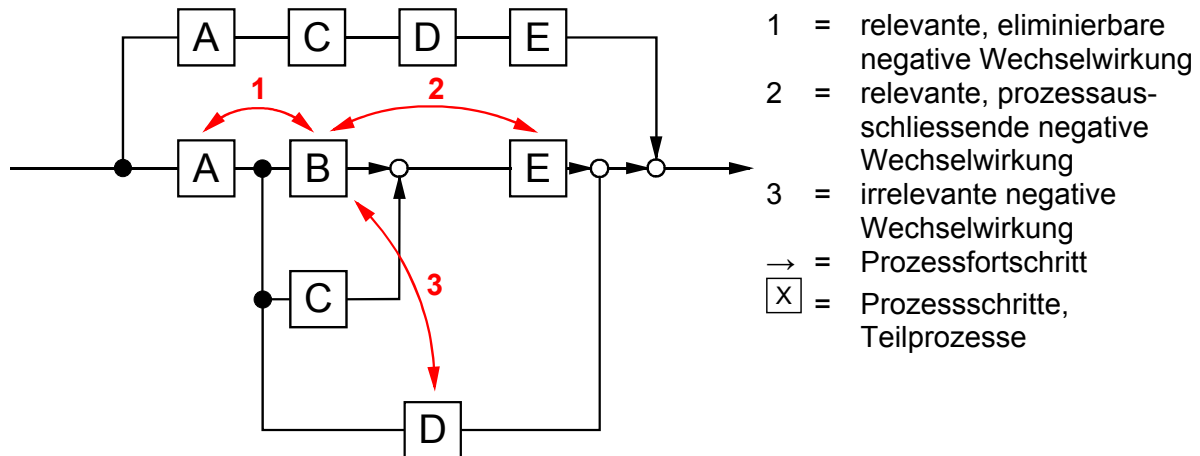 A C D E
1 2
A B E
3
C
D
1 = relevante, eliminierbare
negative Wechselwirkung
2 = relevante, prozessaus-
schliessende negative
Wechselwirkung
3 = irrelevante negative
Wechselwirkung
→ = Prozessfortschritt
X = Prozessschritte,
Teilprozesse